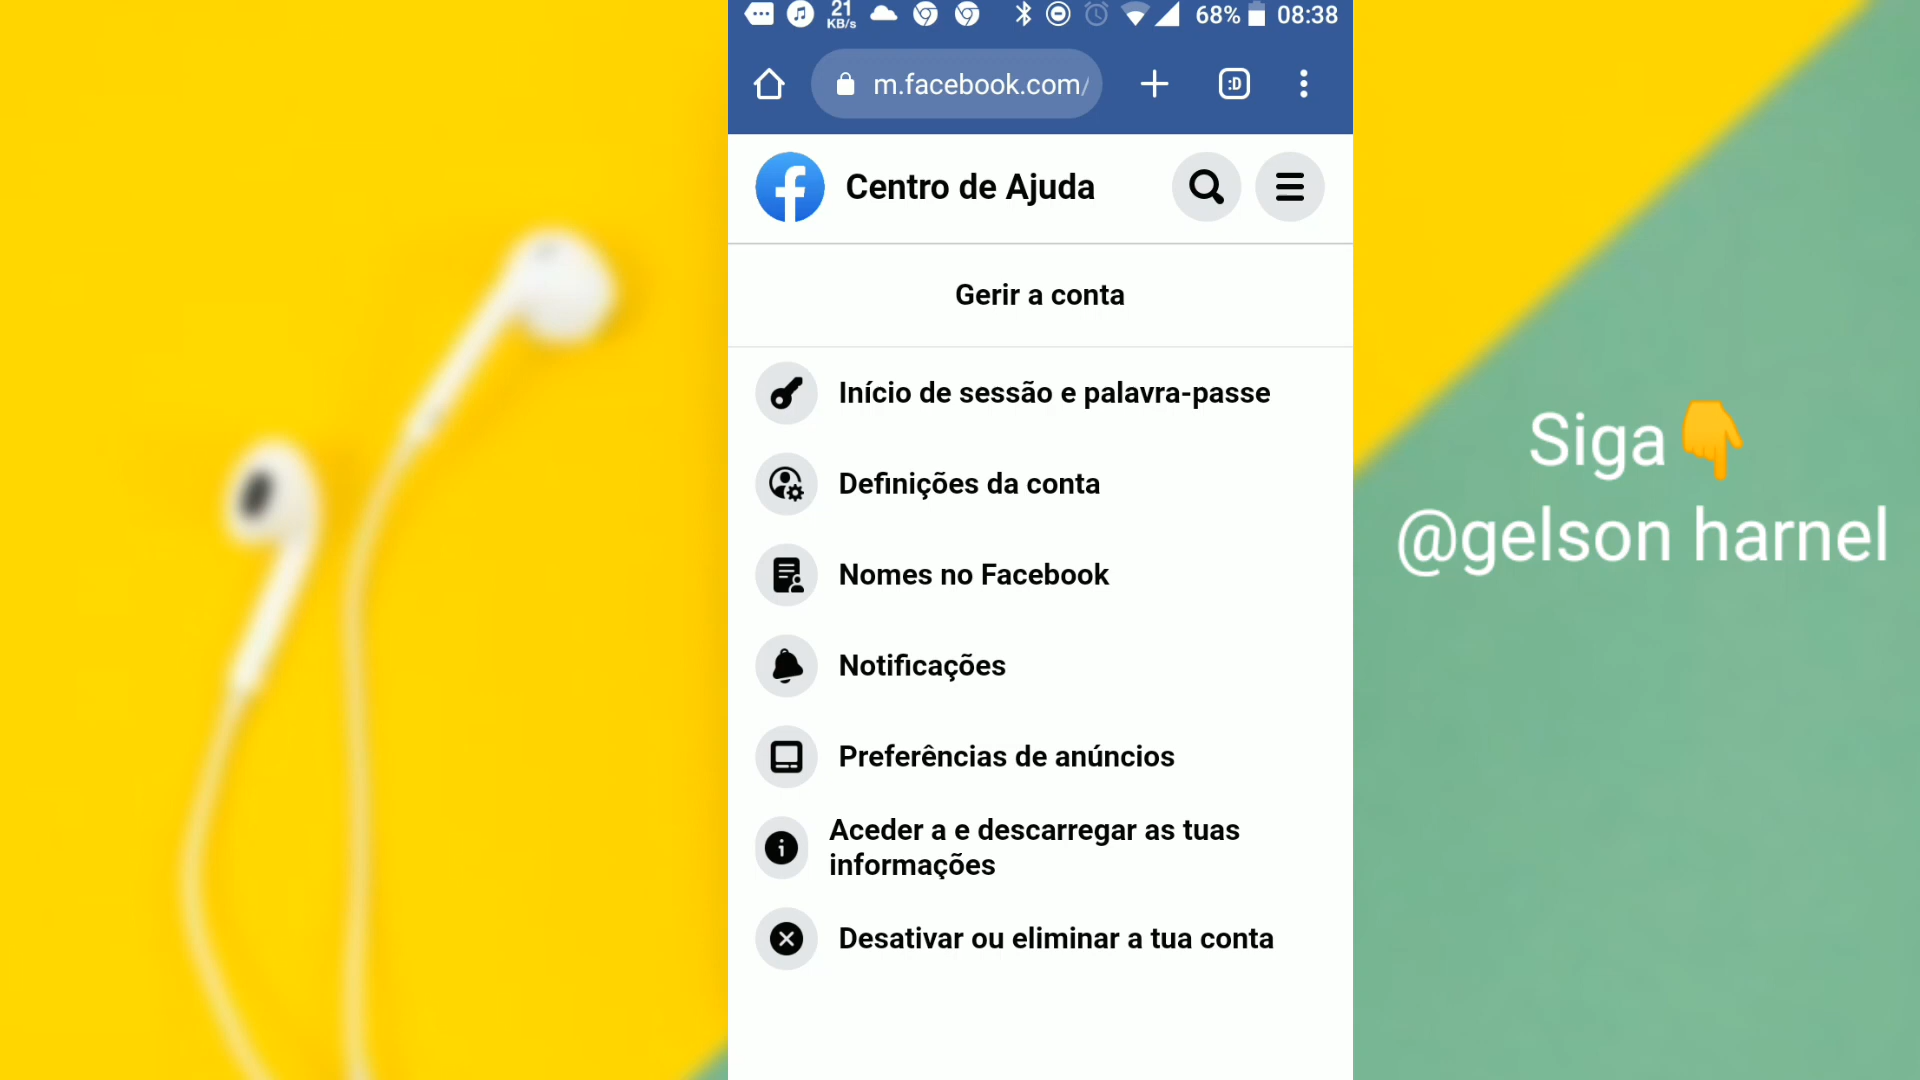 21
KB/s
68%
08:38
m.facebook.com/
:D
Centro de Ajuda
Gerir a conta
Início de sessão e palavra-passe
Definições da conta
Nomes no Facebook
Notificações
Preferências de anúncios
Aceder a e descarregar as tuas
informações
Desativar ou eliminar a tua conta
Siga👇
@gelson harnel